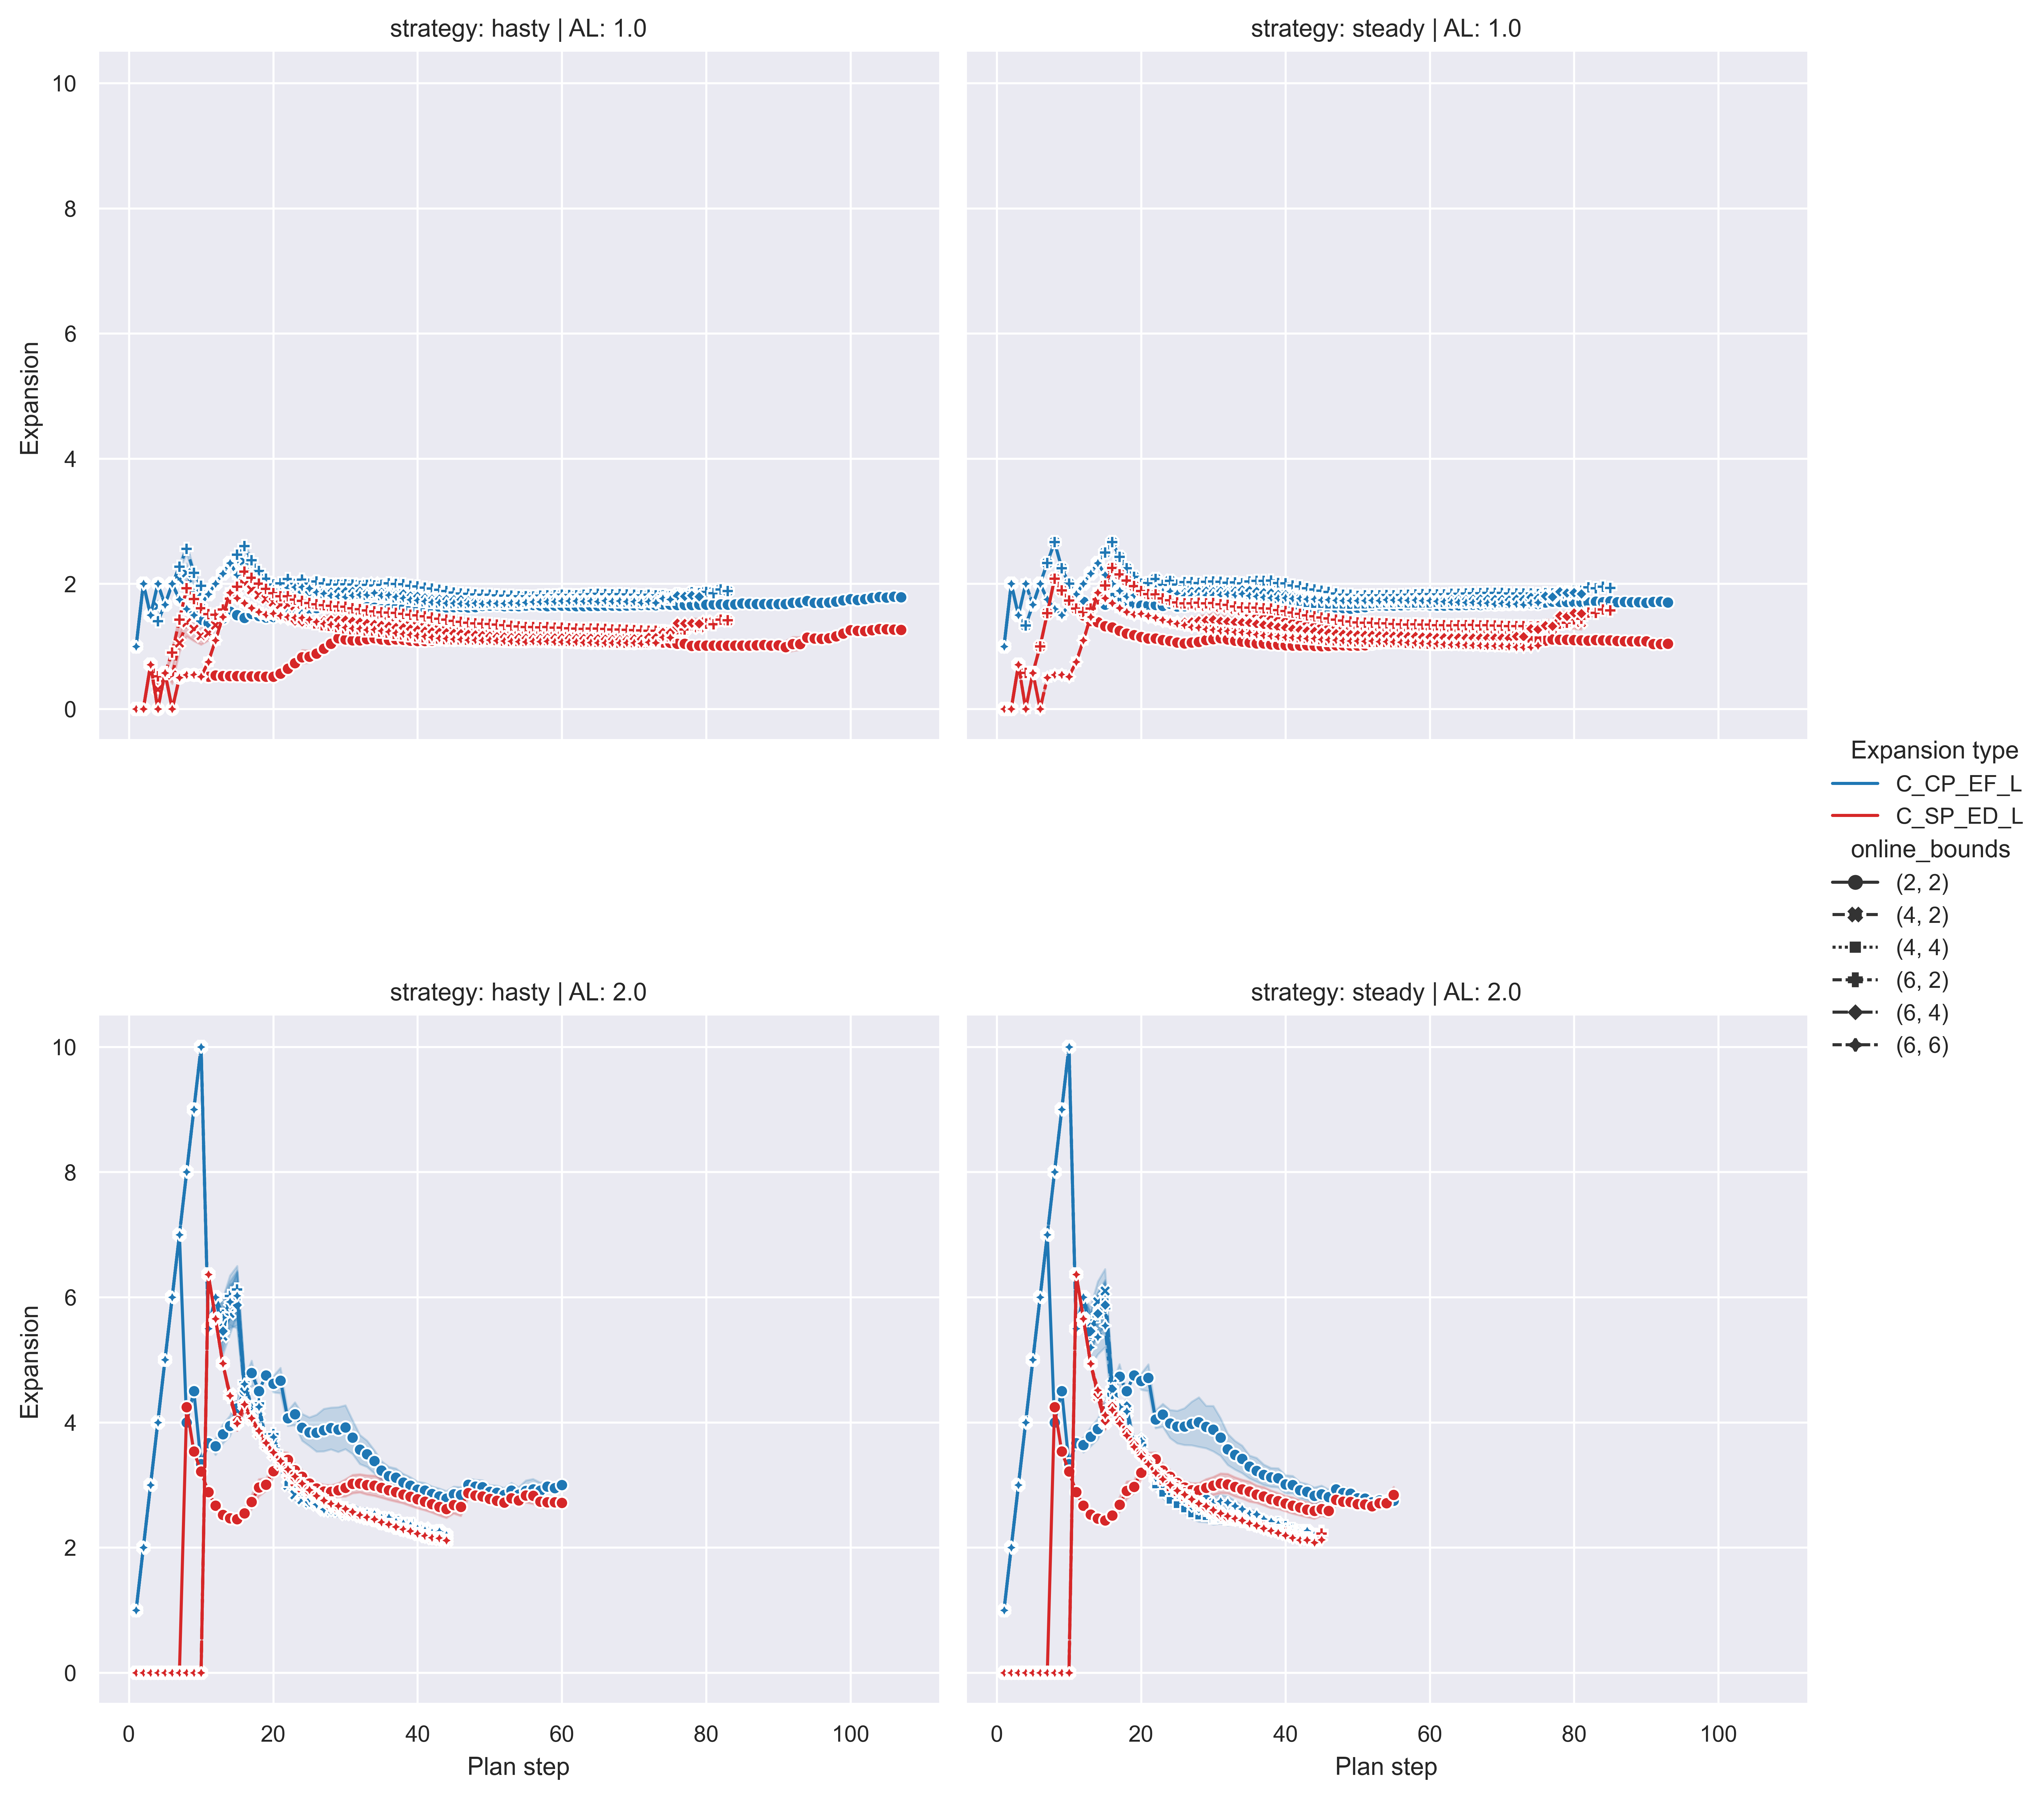 strategy: hasty | AL: 1.0
strategy: steady | AL: 1.0
10
8
6
4
2
0
Expansion
Expansion type
C_CP_EF_L
C_SP_ED_L
online_bounds
(2, 2)
(4, 2)
(4, 4)
(6, 2)
(6, 4)
(6, 6)
strategy: hasty | AL: 2.0
strategy: steady | AL: 2.0
10
8
6
4
2
0
Expansion
0 20 40 60 80 100
0 20 40 60 80 100
Plan step
Plan step